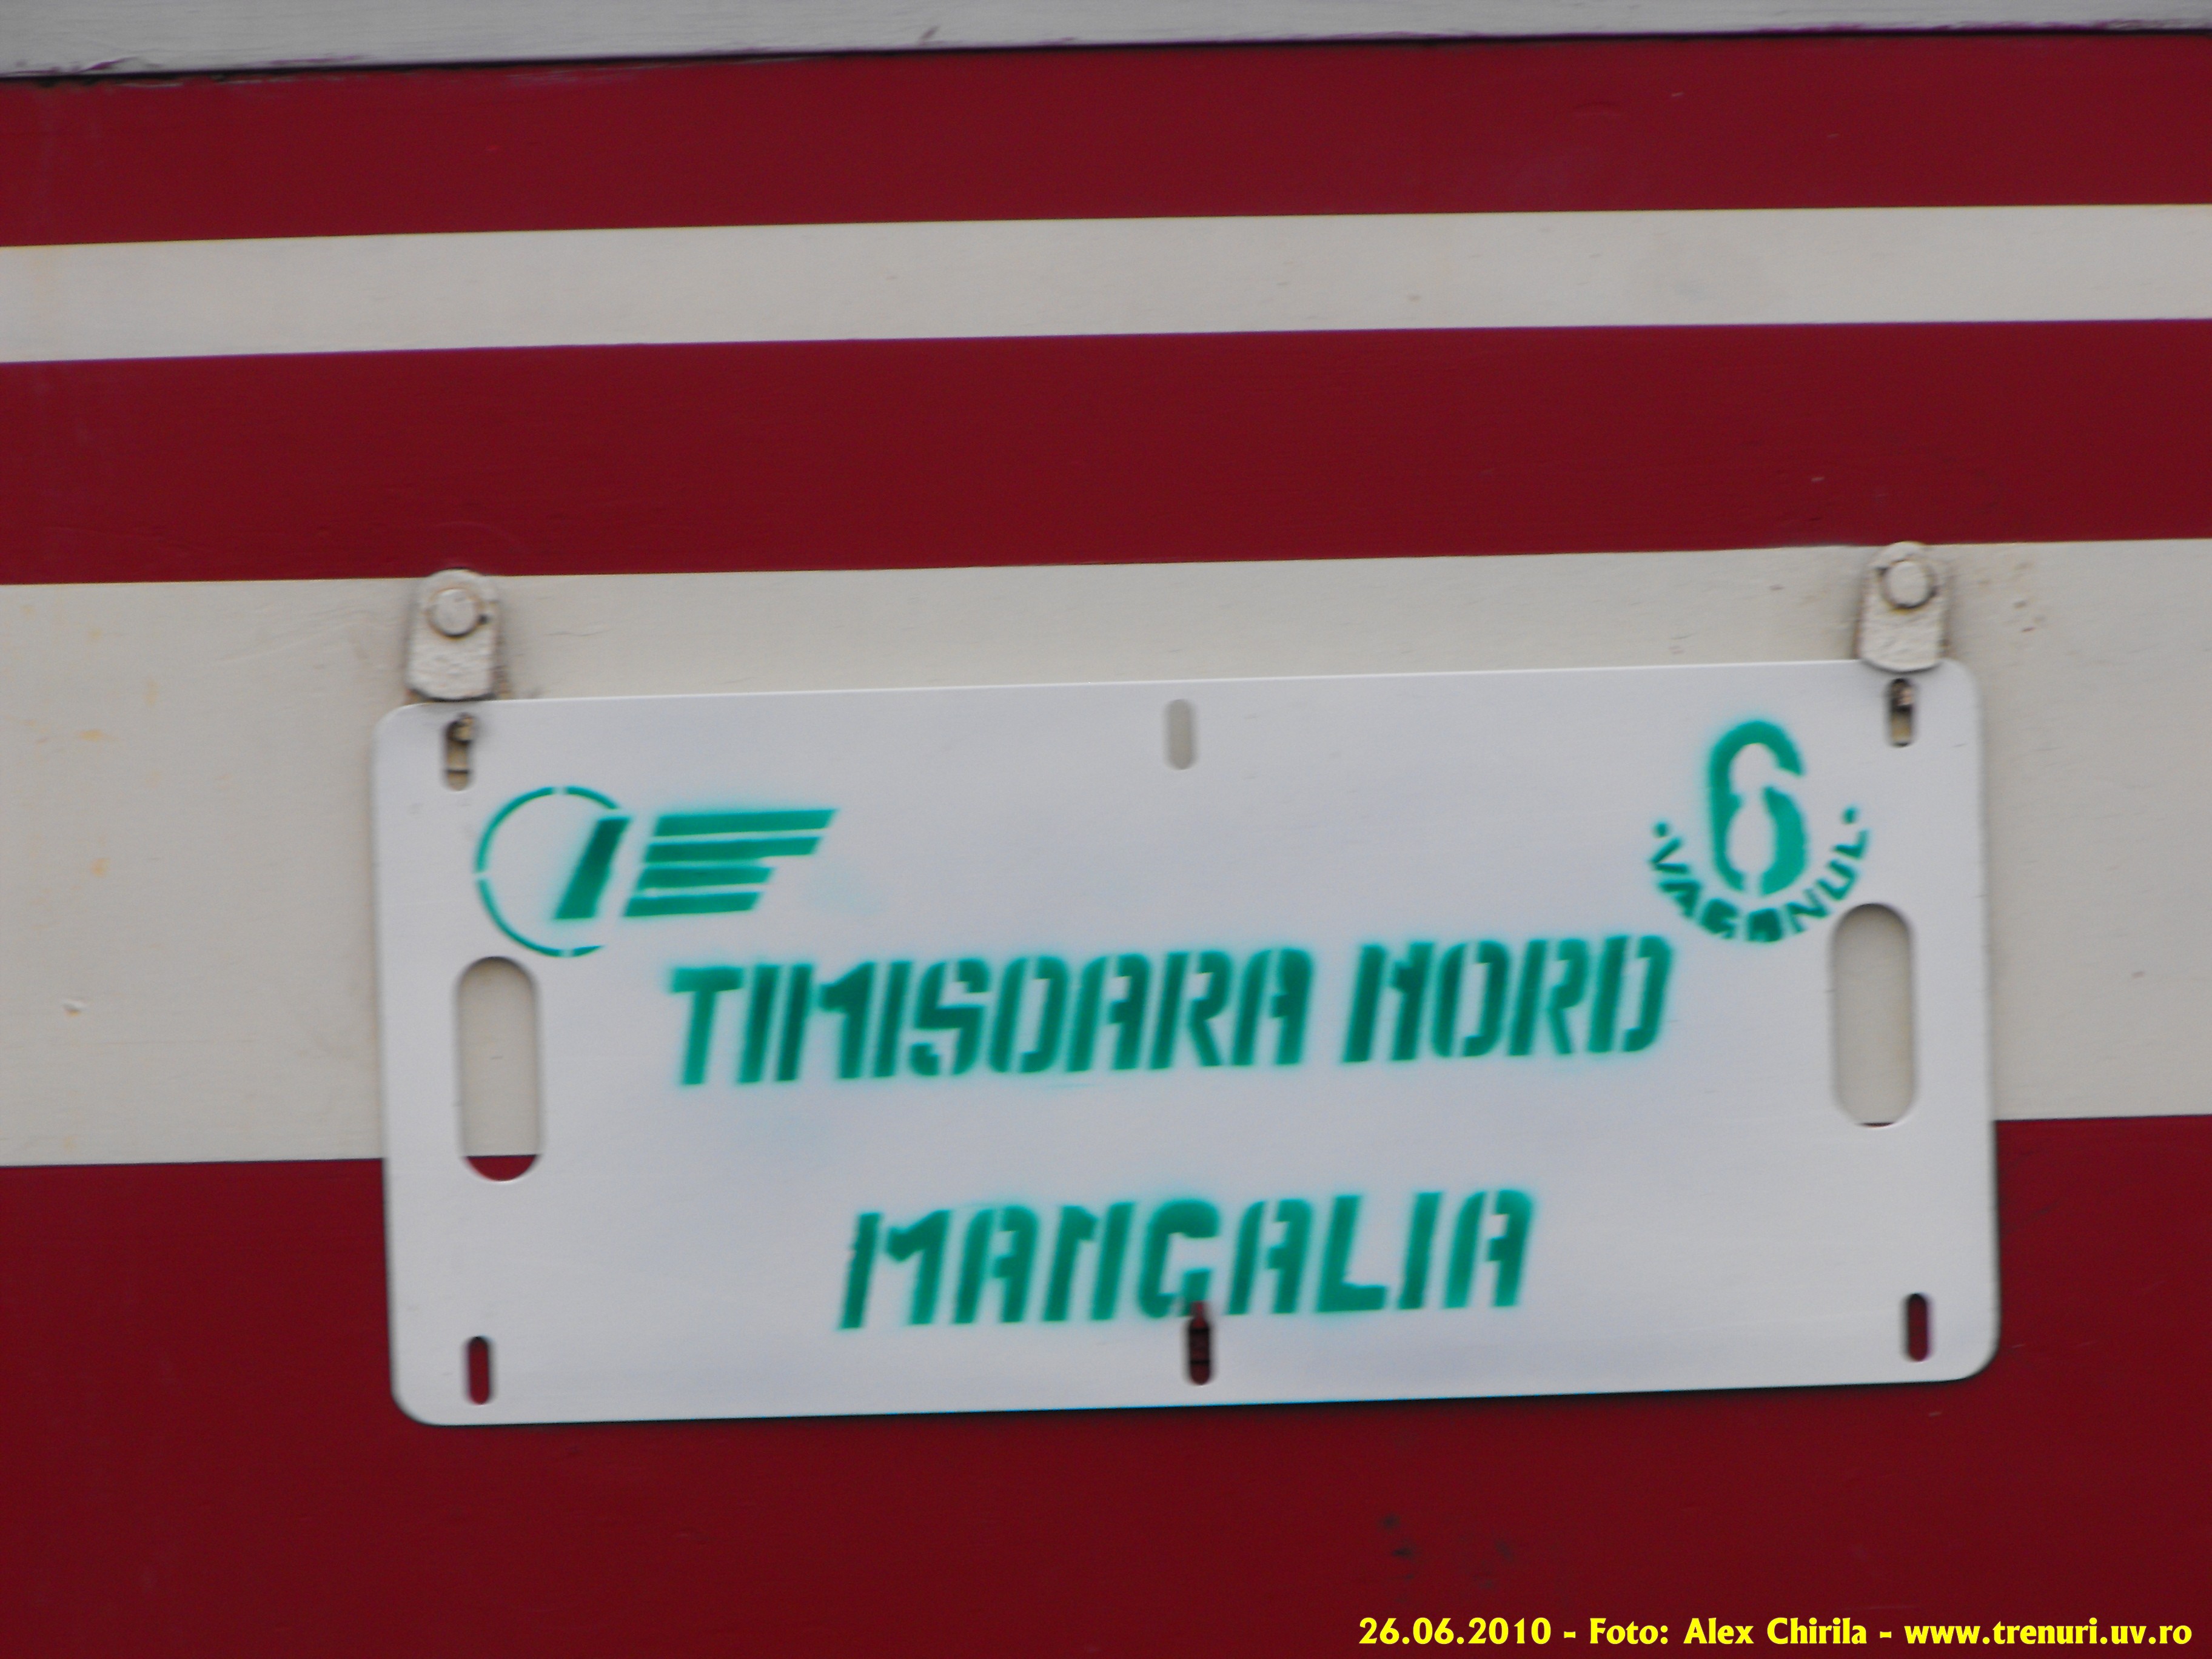 6
VAGONUL
TIMISOARA NORD
MANGALIA
26.06.2010 - Foto: Alex Chirila - www.trenuri.uv.ro